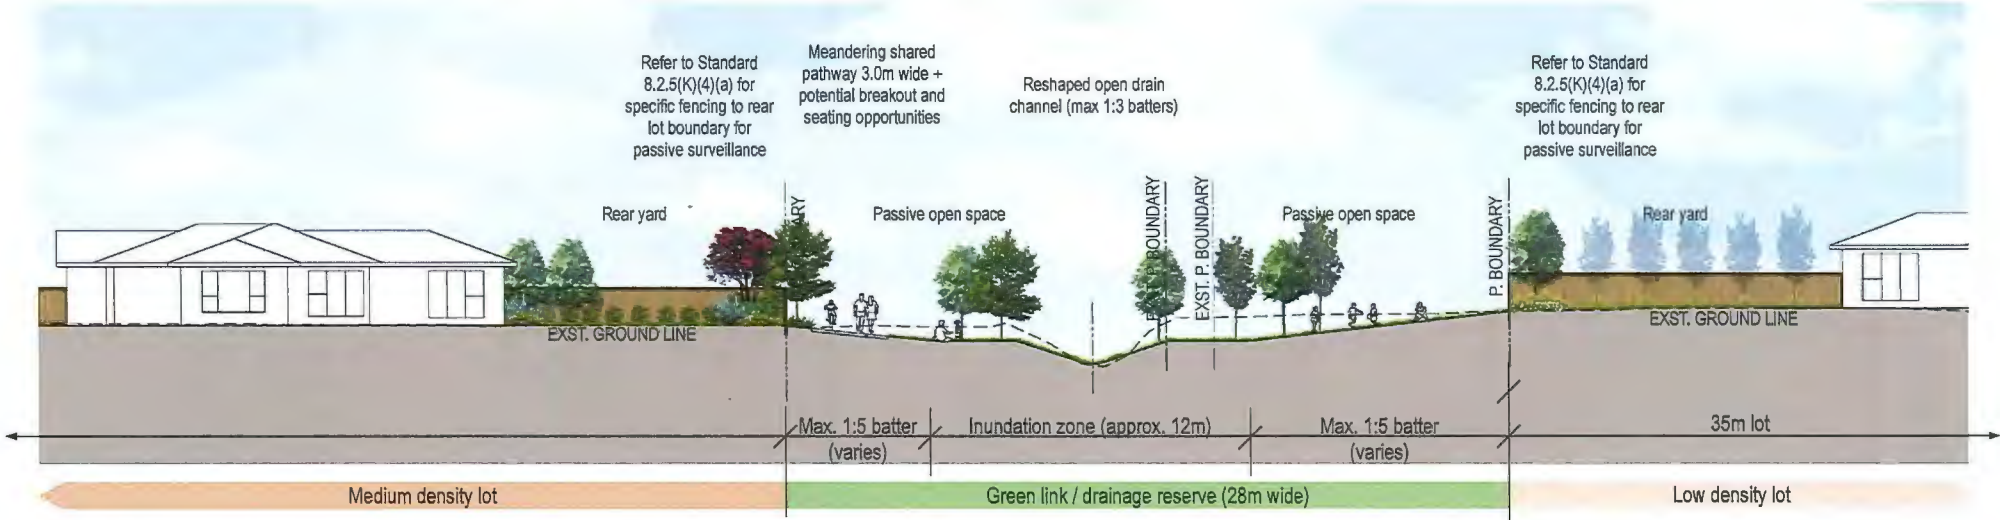 Refer to Standard
8.2.5(K)(4)(a) for
specific fencing to rear
lot boundary for
passive surveillance
Meandering shared
pathway 3.0m wide +
potential breakout and
seating opportunities
Reshaped open drain
channel (max 1:3 batters)
Refer to Standard
8.2.5(K)(4)(a) for
specific fencing to rear
lot boundary for
passive surveillance
Rear yard
Passive open space
P. BOUNDARY
EXST. P. BOUNDARY
Passive open space
P. BOUNDARY
Rear yard
EXST. GROUND LINE
EXST. GROUND LINE
Max. 1:5 batter
(varies)
Inundation zone (approx. 12m)
Max. 1:5 batter
(varies)
35m lot
Medium density lot
Green link / drainage reserve (28m wide)
Low density lot